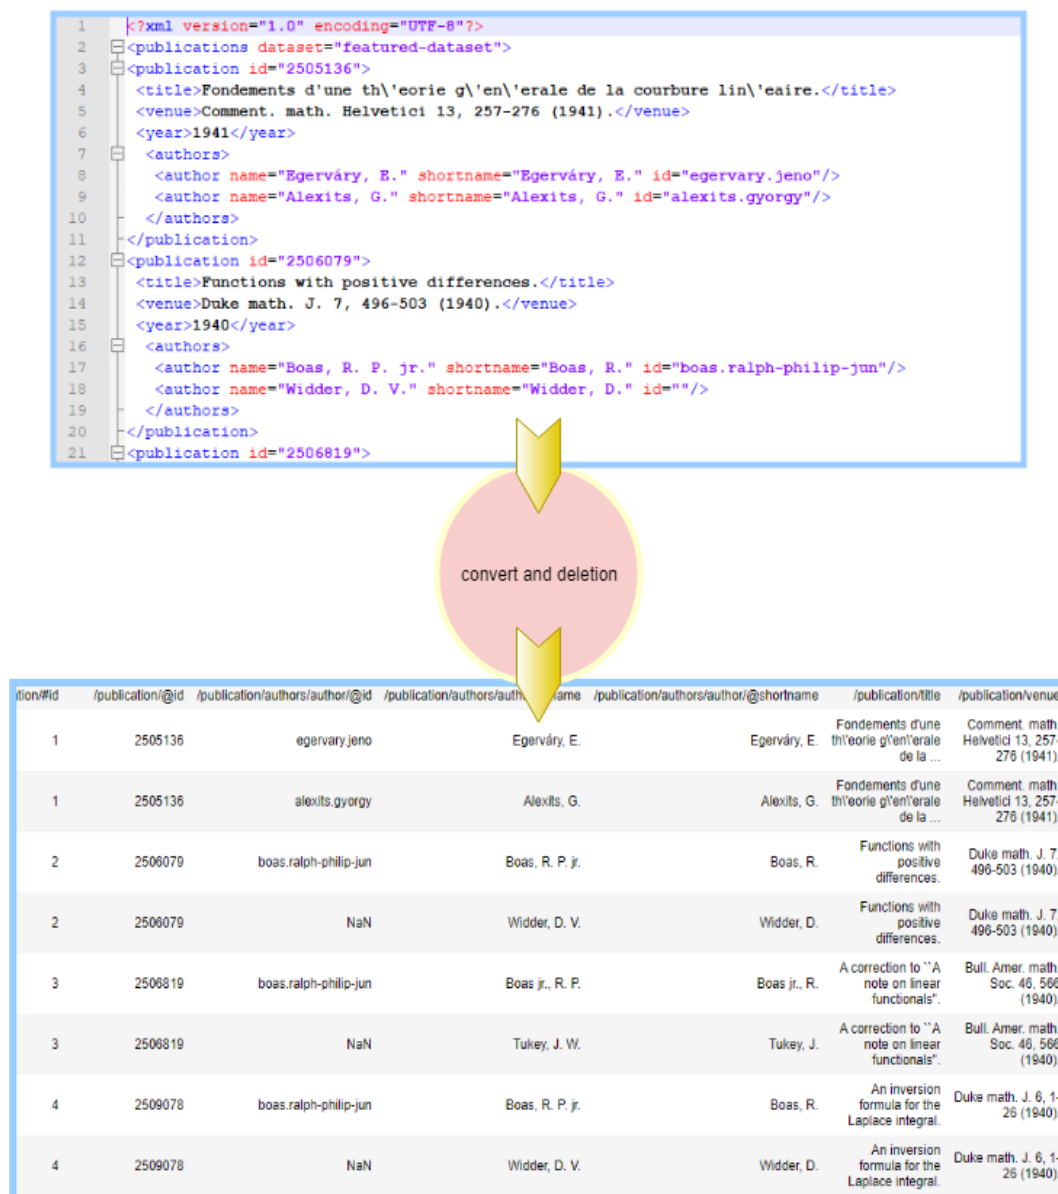 1 <?xml version="1.0" encoding="UTF-8"?>
2 <publications dataset="featured-dataset">
3 <publication id="2505136">
4 <title>Fondements d'une th\'eorie g\'en\'erale de la courbure lin\'eaire.</title>
5 <venue>Comment. math. Helvetici 13, 257-276 (1941).</venue>
6 <year>1941</year>
7 <authors>
8 <author name="Egerváry, E." shortname="Egerváry, E." id="egervary.jeno"/>
9 <author name="Alexits, G." shortname="Alexits, G." id="alexits.gyorgy"/>
10 </authors>
11 </publication>
12 <publication id="2506079">
13 <title>Functions with positive differences.</title>
14 <venue>Duke math. J. 7, 496-503 (1940).</venue>
15 <year>1940</year>
16 <authors>
17 <author name="Boas, R. P. jr." shortname="Boas, R." id="boas.ralph-philip-jun"/>
18 <author name="Widder, D. V." shortname="Widder, D." id=""/>
19 </authors>
20 </publication>
21 <publication id="2506819">
convert and deletion
tion/#id /publication/@id /publication/authors/author/@id /publication/authors/auth ame /publication/authors/author/@shortname /publication/title /publication/venue
Fondements d'une Comment. math.
1 2505136 egervary.jeno Egerváry, E. Egerváry, E. th\'eorie g\'en\'erale Helvetici 13, 257-
de la ... 276 (1941).
Fondements d'une Comment. math.
1 2505136 alexits.gyorgy Alexits, G. Alexits, G. th\'eorie g\'en\'erale Helvetici 13, 257-
de la ... 276 (1941).
Functions with
2 2506079 boas.ralph-philip-jun Boas, R. P. jr. Boas, R. positive Duke math. J. 7,
differences. 496-503 (1940).
Functions with
2 2506079 NaN Widder, D. V. Widder, D. positive Duke math. J. 7,
differences. 496-503 (1940).
A correction to ``A Bull. Amer. math.
3 2506819 boas.ralph-philip-jun Boas jr., R. P. Boas jr., R. note on linear Soc. 46, 566
functionals". (1940).
A correction to ``A Bull. Amer. math.
3 2506819 NaN Tukey, J. W. Tukey, J. note on linear Soc. 46, 566
functionals". (1940).
An inversion
4 2509078 boas.ralph-philip-jun Boas, R. P. jr. Boas, R. formula for the Duke math. J. 6, 1-
Laplace integral. 26 (1940).
An inversion
4 2509078 NaN Widder, D. V. Widder, D. formula for the Duke math. J. 6, 1-
Laplace integral. 26 (1940).